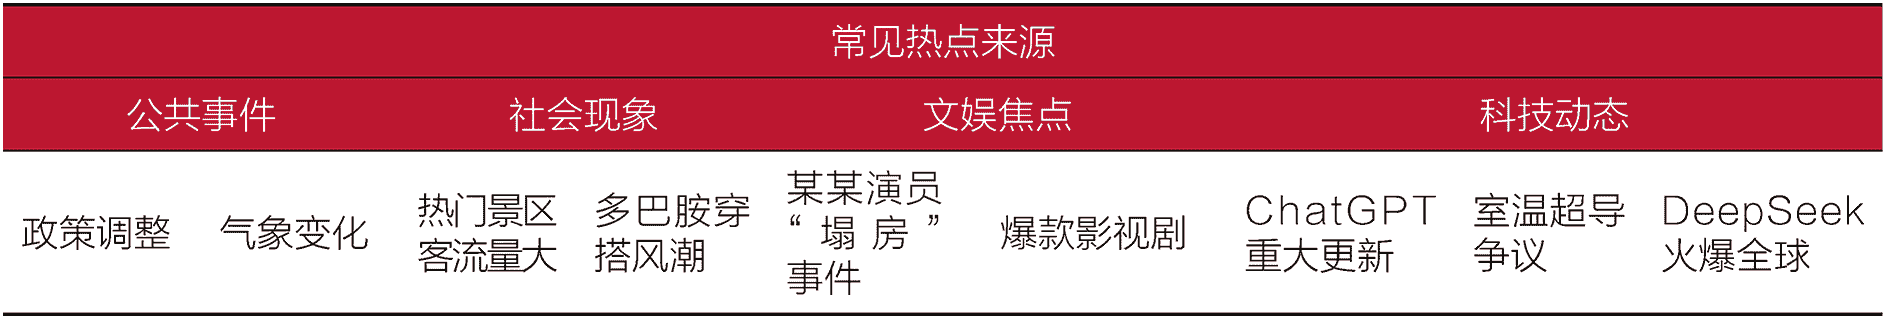 常见热点来源
公共事件 社会现象 文娱焦点 科技动态
政策调整
气象变化
热门景区
客流量大
多巴胺穿
搭风潮
某某演员
“塌房”
事件
爆款影视剧
ChatGPT
重大更新
室温超导
争议
DeepSeek
火爆全球